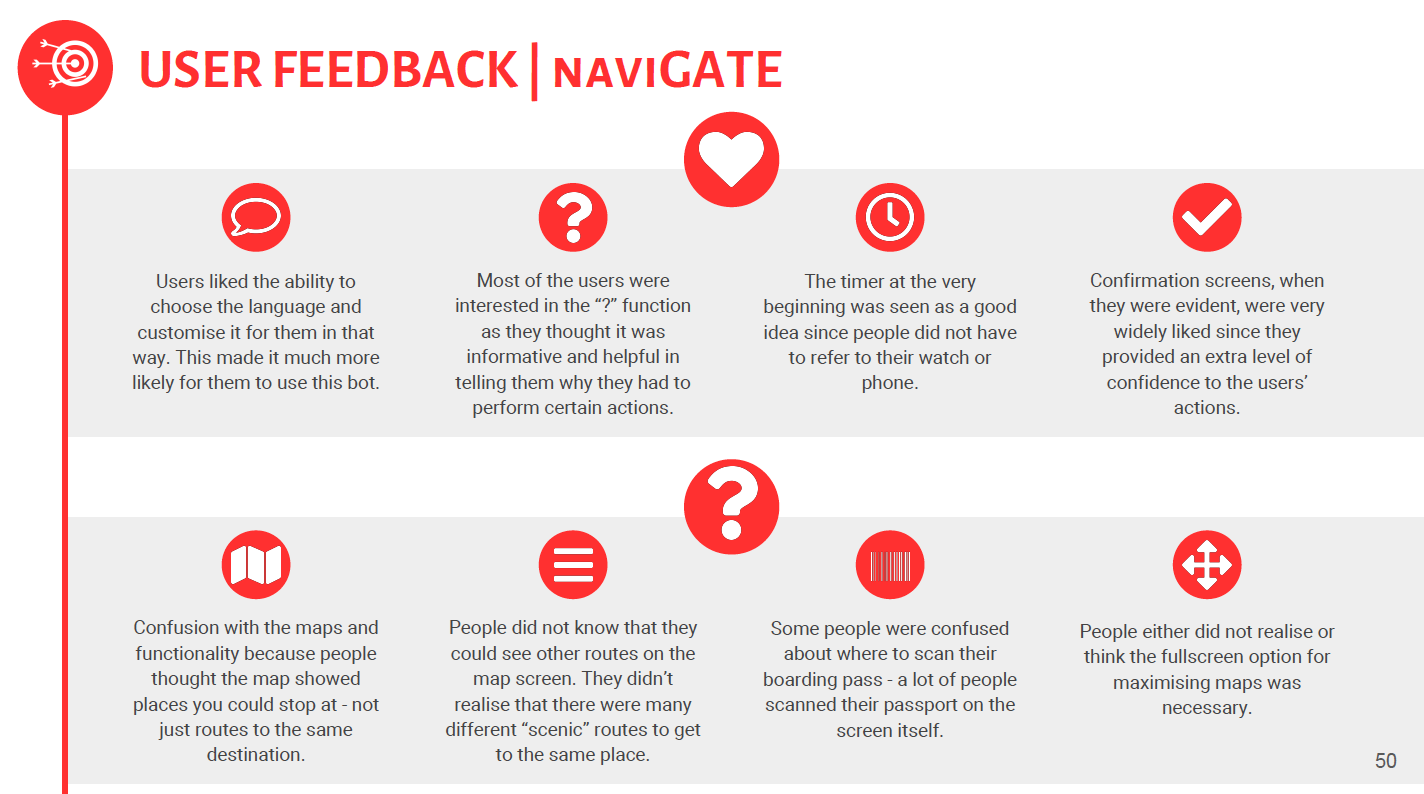 USER FEEDBACK | NAVIGATE
Users liked the ability to
choose the language and
customise it for them in that
way. This made it much more
likely for them to use this bot.
Most of the users were
interested in the “?” function
as they thought it was
informative and helpful in
telling them why they had to
perform certain actions.
The timer at the very
beginning was seen as a good
idea since people did not have
to refer to their watch or
phone.
Confirmation screens, when
they were evident, were very
widely liked since they
provided an extra level of
confidence to the users’
actions.
Confusion with the maps and
functionality because people
thought the map showed
places you could stop at - not
just routes to the same
destination.
People did not know that they
could see other routes on the
map screen. They didn’t
realise that there were many
different “scenic” routes to get
to the same place.
Some people were confused
about where to scan their
boarding pass - a lot of people
scanned their passport on the
screen itself.
People either did not realise or
think the fullscreen option for
maximising maps was
necessary.
50